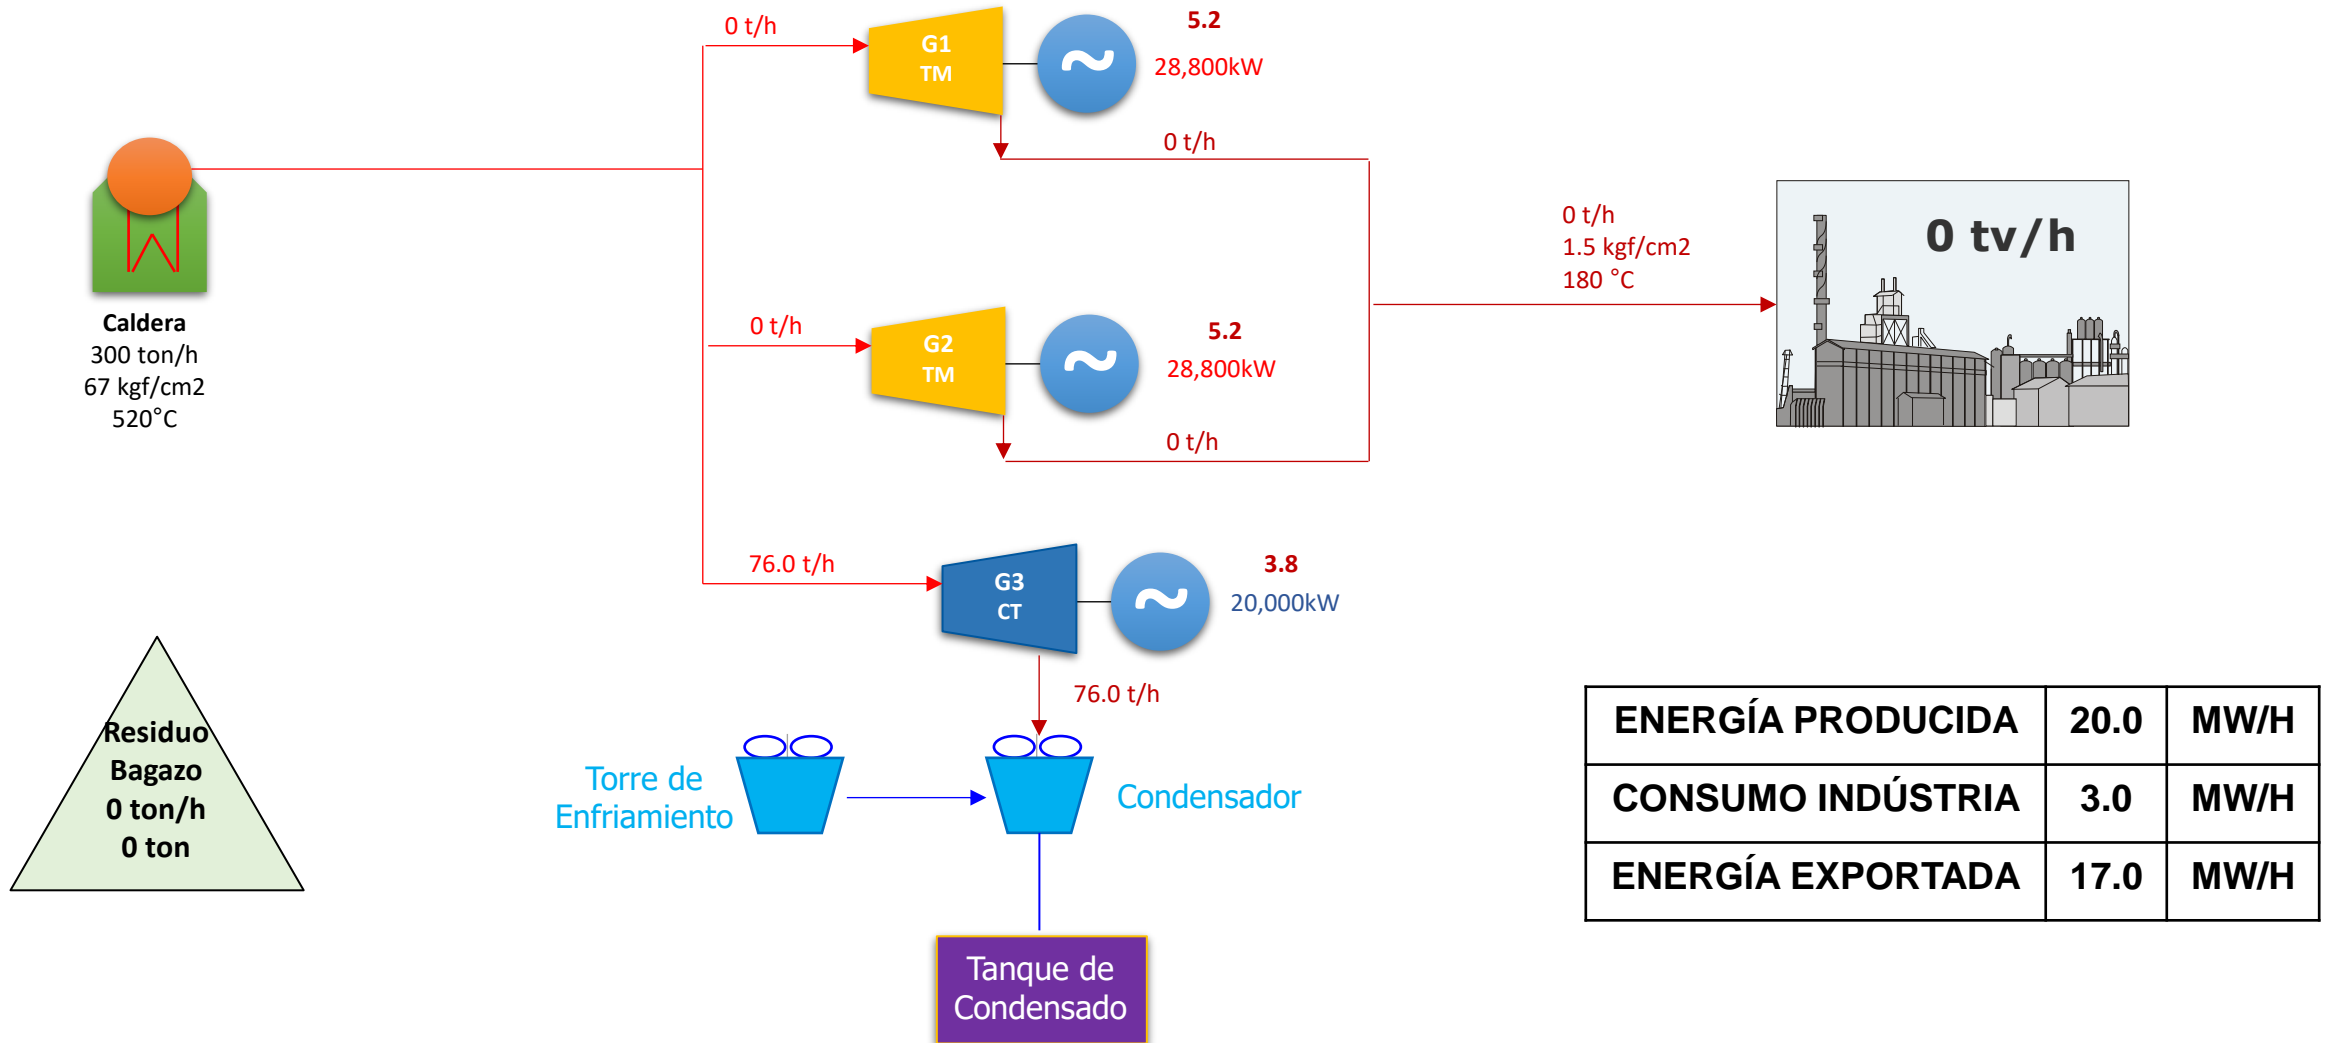 0 t/h
G1
TM
5.2
28,800kW
0 t/h
Caldera
300 ton/h
67 kgf/cm2
520°C
0 t/h
G2
TM
5.2
28,800kW
0 t/h
0 t/h
1.5 kgf/cm2
180 °C
0 tv/h
76.0 t/h
G3
CT
3.8
20,000kW
76.0 t/h
Residuo
Bagazo
0 ton/h
0 ton
Torre de
Enfriamiento
Condensador
Tanque de
Condensado
ENERGÍA PRODUCIDA 20.0 MW/H
CONSUMO INDÚSTRIA 3.0 MW/H
ENERGÍA EXPORTADA 17.0 MW/H